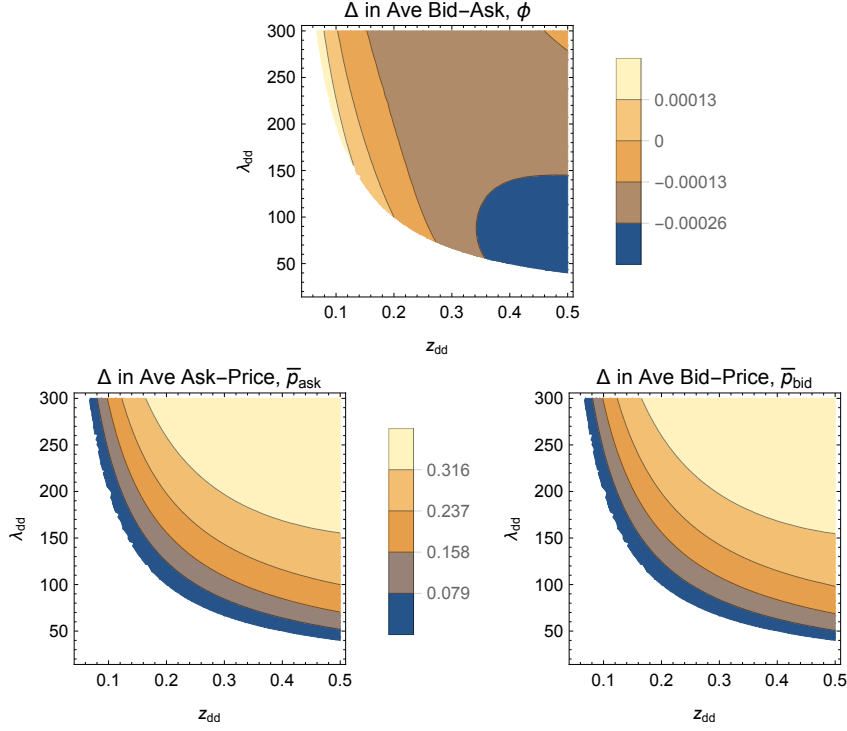 Δ in Ave Bid–Ask, ϕ
300
250
200
150
100
50
λdd
0.1 0.2 0.3 0.4 0.5
zdd
0.00013
0
−0.00013
−0.00026
Δ in Ave Ask–Price, p̅ask
300
250
200
150
100
50
λdd
0.1 0.2 0.3 0.4 0.5
zdd
0.316
0.237
0.158
0.079
Δ in Ave Bid–Price, p̅bid
300
250
200
150
100
50
λdd
0.1 0.2 0.3 0.4 0.5
zdd